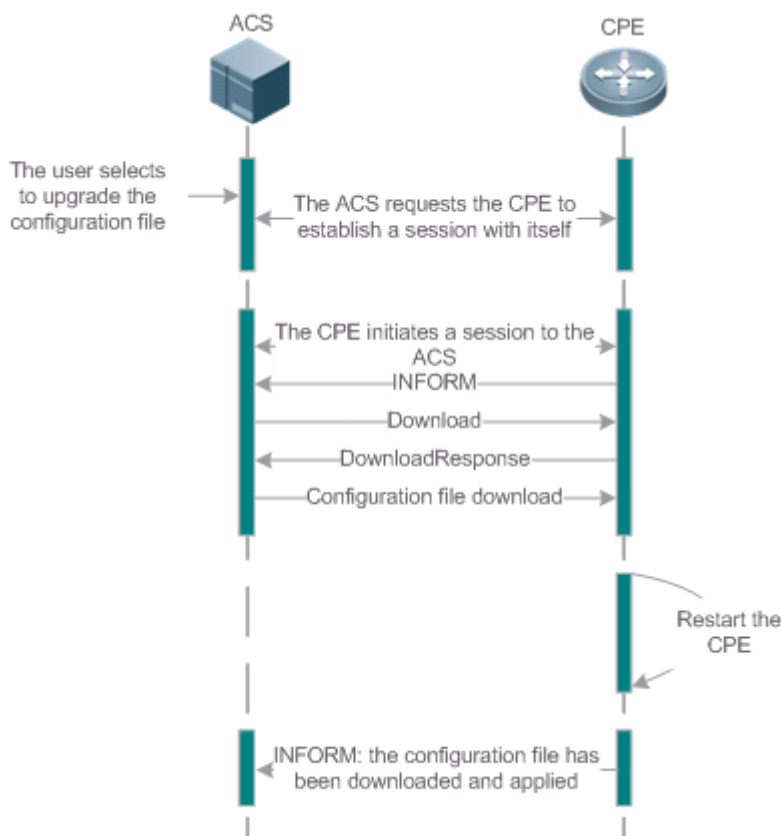 ACS
CPE
The user selects
to upgrade the
configuration file
The ACS requests the CPE to
establish a session with itself
The CPE initiates a session to the
ACS
INFORM
Download
DownloadResponse
Configuration file download
Restart the
CPE
INFORM: the configuration file has
been downloaded and applied